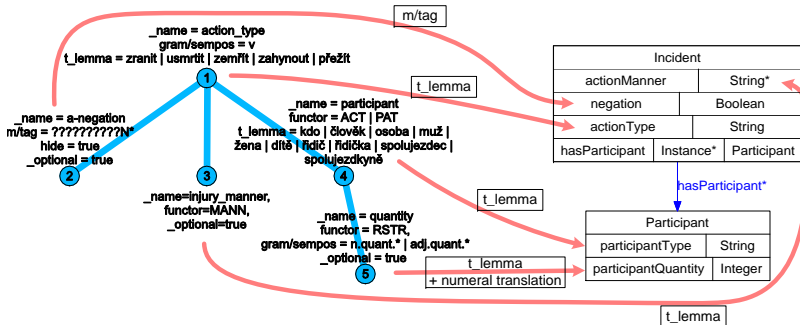 _name = action_type
gram/sempos = v
t_lemma = zranit | usmrtit | zemřít | zahynout | přežít
1
m/tag
t_lemma
_name = a-negation
m/tag = ??????????N*
hide = true
_optional = true
2
_name=injury_manner,
functor=MANN,
_optional=true
3
_name = participant
functor = ACT | PAT
t_lemma = kdo | člověk | osoba | muž |
žena | dítě | řidič | řidička | spolujezdec |
spolujezdkyně
4
_name = quantity
functor = RSTR,
gram/sempos = n.quant.* | adj.quant.*
_optional = true
5
t_lemma
t_lemma
+ numeral translation
t_lemma
Incident
actionManner String*
negation Boolean
actionType String
hasParticipant Instance* Participant
hasParticipant*
Participant
participantType String
participantQuantity Integer